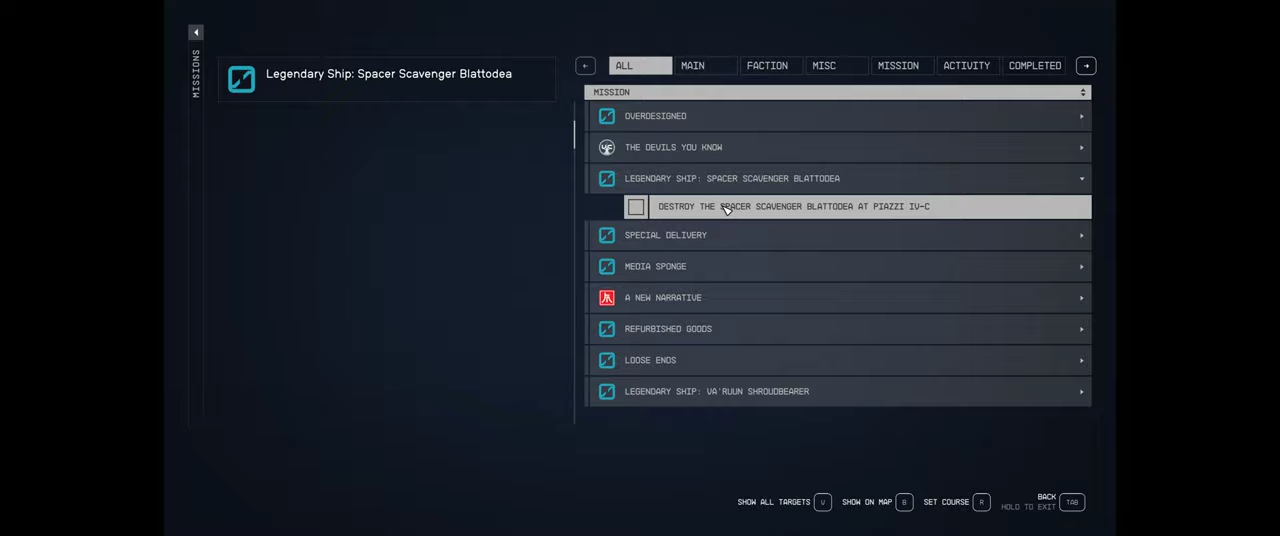 MISSIONS
Legendary Ship: Spacer Scavenger Blattodea
ALL MAIN FACTION MISC MISSION ACTIVITY COMPLETED
MISSION
OVERDESIGNED
UC
THE DEVILS YOU KNOW
LEGENDARY SHIP: SPACER SCAVENGER BLATTODEA
DESTROY THE SPACER SCAVENGER BLATTODEA AT PIAZZI IV-C
SPECIAL DELIVERY
MEDIA SPONGE
A NEW NARRATIVE
REFURBISHED GOODS
LOOSE ENDS
LEGENDARY SHIP: VA'RUUN SHROUDBEARER
SHOW ALL TARGETS V SHOW ON MAP B SET COURSE R BACK TAB
HOLD TO EXIT